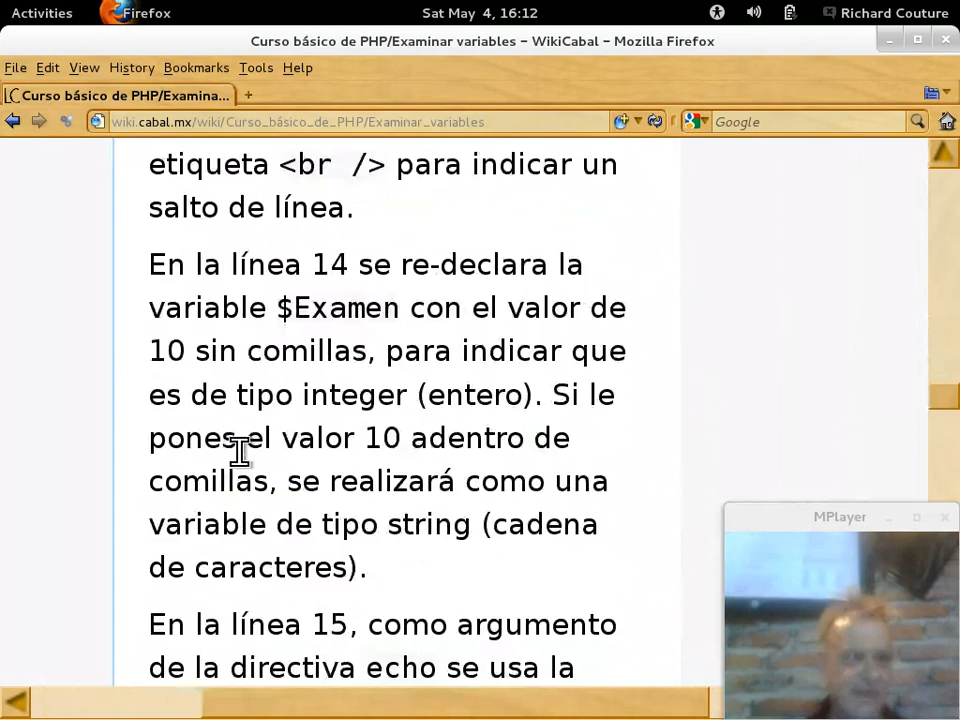 Activities Firefox Sat May 4, 16:12 Richard Couture
Curso básico de PHP/Examinar variables - WikiCabal - Mozilla Firefox
File Edit View History Bookmarks Tools Help
Curso básico de PHP/Examina... +
wiki.cabal.mx/wiki/Curso_básico_de_PHP/Examinar_variables Google
etiqueta <br /> para indicar un
salto de línea.
En la línea 14 se re-declara la
variable $Examen con el valor de
10 sin comillas, para indicar que
es de tipo integer (entero). Si le
pones el valor 10 adentro de
comillas, se realizará como una
variable de tipo string (cadena
de caracteres).
En la línea 15, como argumento
de la directiva echo se usa la
MPlayer